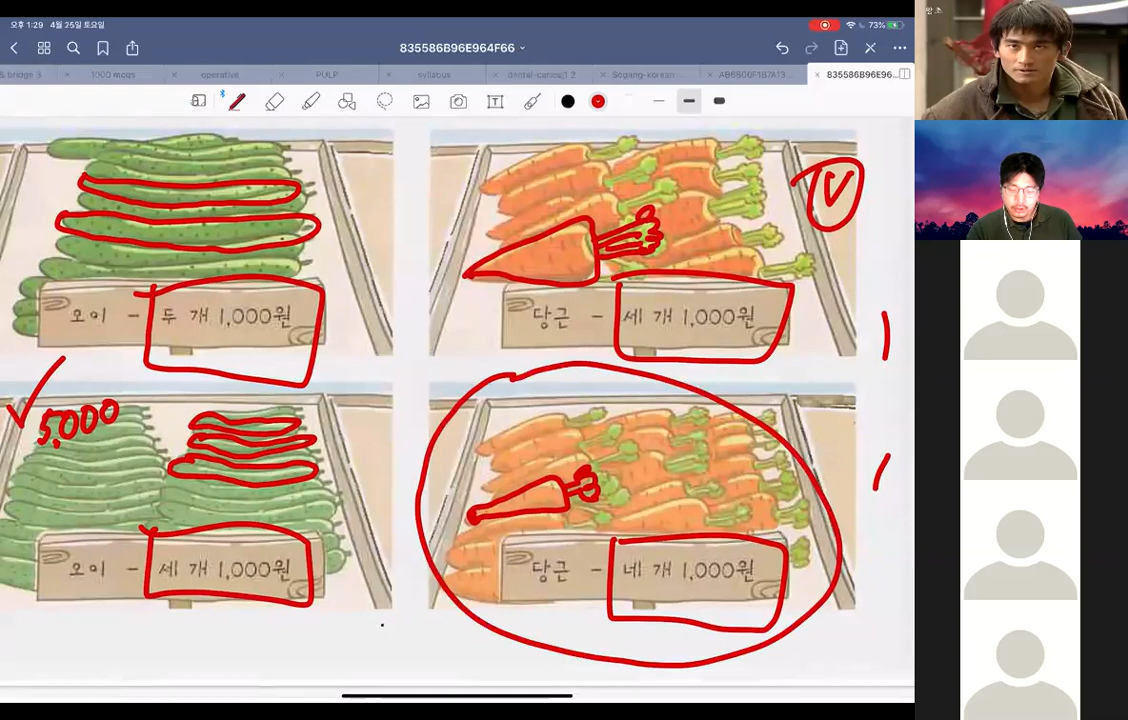 오후 1:29 4월 25일 토요일
73%
835586B96E964F66
& bridge 3
1000 mcqs
operative
PULP
syllabus
dental-caries
1 2
Sogang-korean
835586B96E96...
오이 - 두 개 1,000원
당근 - 세 개 1,000원
5,000
오이 - 세 개 1,000원
당근 - 네 개 1,000원